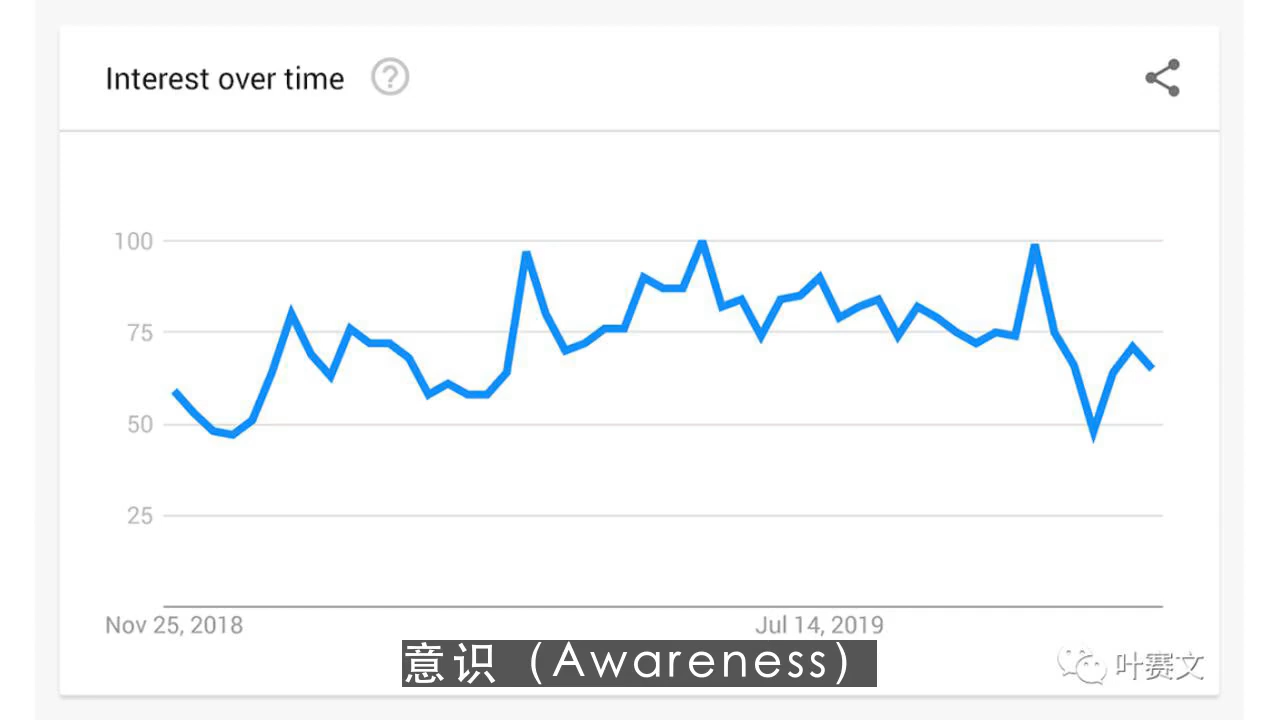 Interest over time ?
100
75
50
25
Nov 25, 2018
Jul 14, 2019
意识（Awareness）
叶赛文